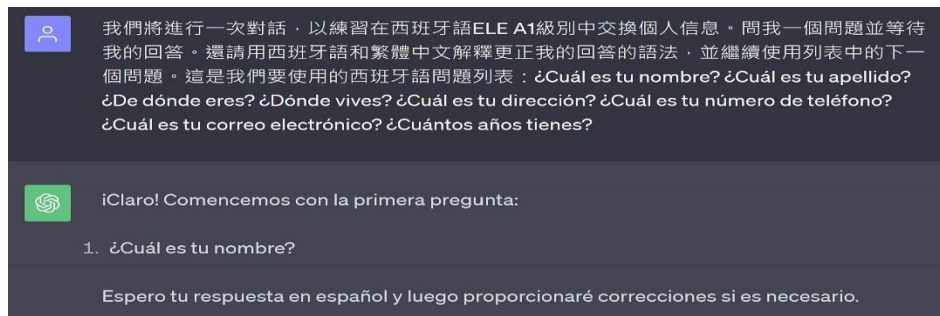 我們將進行一次對話，以練習在西班牙語ELE A1級別中交換個人信息。問我一個問題並等待
我的回答。還請用西班牙語和繁體中文解釋更正我的回答的語法，並繼續使用列表中的下一
個問題。這是我們要使用的西班牙語問題列表：¿Cuál es tu nombre? ¿Cuál es tu apellido?
¿De dónde eres? ¿Dónde vives? ¿Cuál es tu dirección? ¿Cuál es tu número de teléfono?
¿Cuál es tu correo electrónico? ¿Cuántos años tienes?
¡Claro! Comencemos con la primera pregunta:
1. ¿Cuál es tu nombre?
Espero tu respuesta en español y luego proporcionaré correcciones si es necesario.